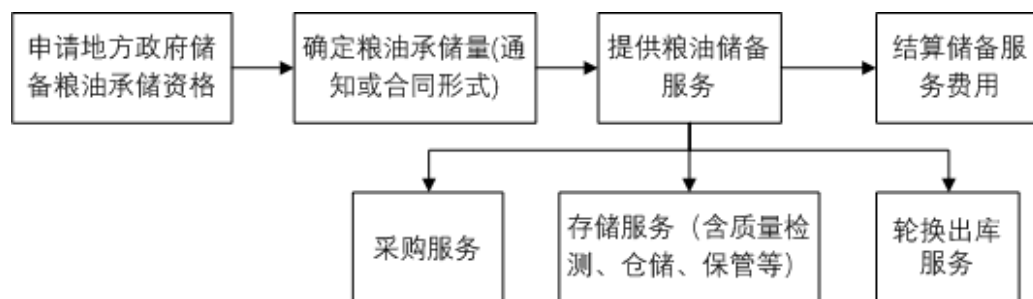 申请地方政府储
备粮油承储资格
确定粮油承储量(通
知或合同形式)
提供粮油储备
服务
结算储备服
务费用
采购服务
存储服务（含质量检
测、仓储、保管等）
轮换出库
服务